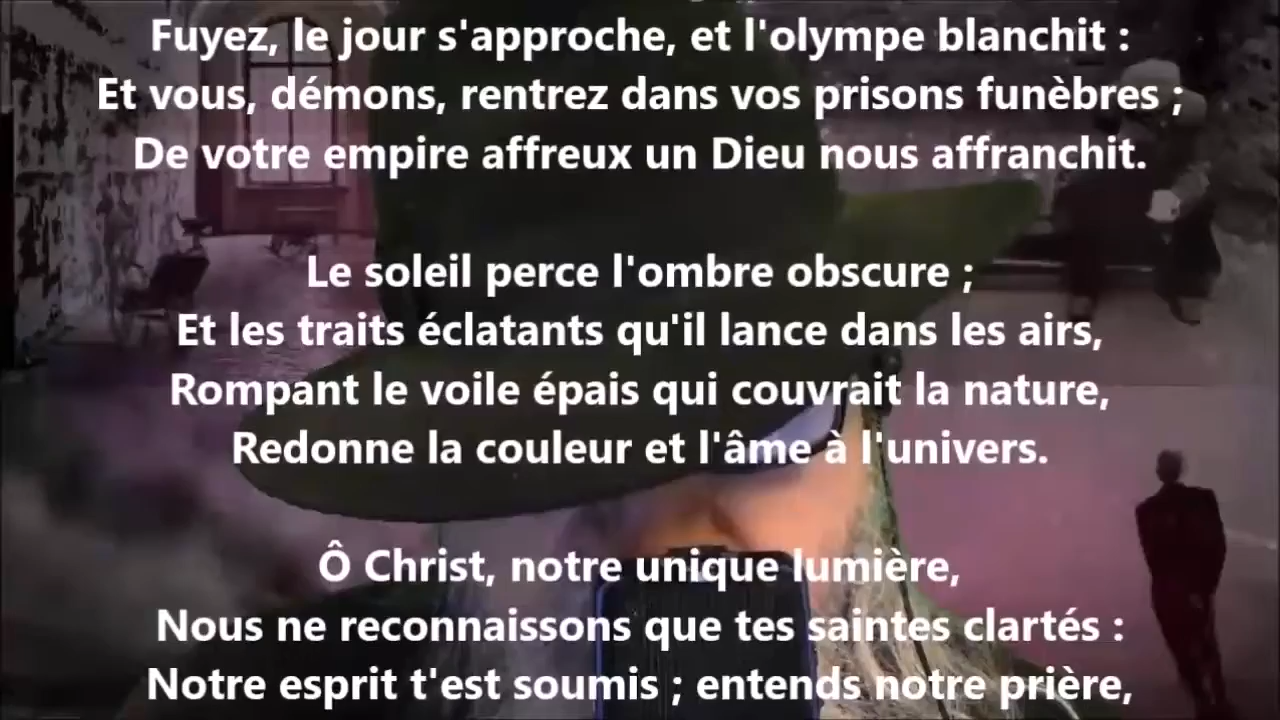 Fuyez, le jour s'approche, et l'olympe blanchit :
Et vous, démons, rentrez dans vos prisons funèbres ;
De votre empire affreux un Dieu nous affranchit.
Le soleil perce l'ombre obscure ;
Et les traits éclatants qu'il lance dans les airs,
Rompant le voile épais qui couvrait la nature,
Redonne la couleur et l'âme à l'univers.
Ô Christ, notre unique lumière,
Nous ne reconnaissons que tes saintes clartés :
Notre esprit t'est soumis ; entends notre prière,